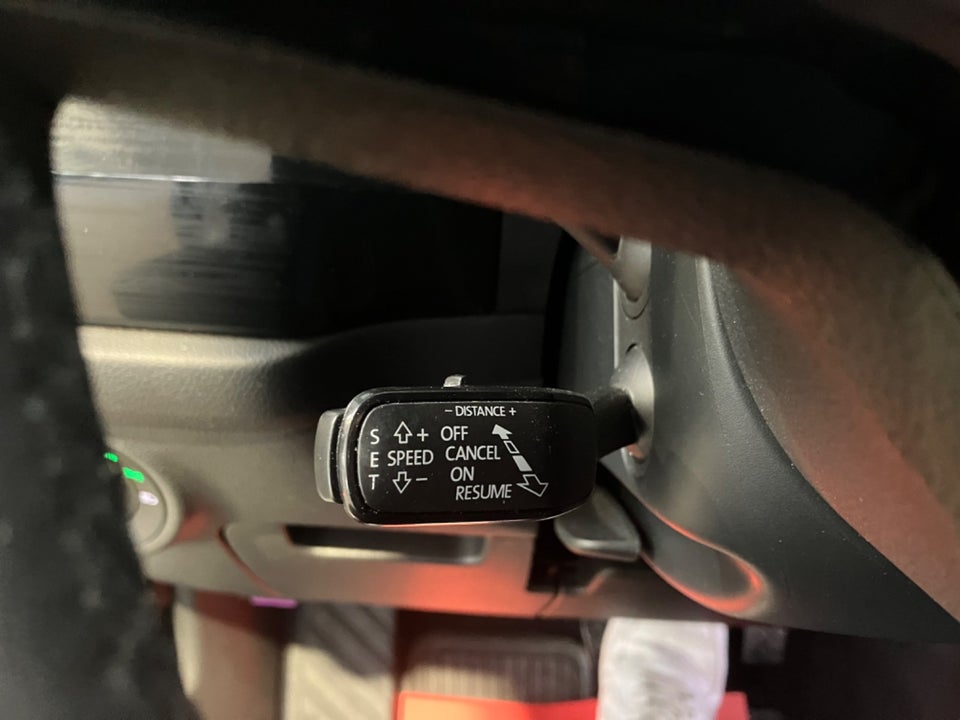 - DISTANCE +
S + OFF
E SPEED CANCEL
T - ON
RESUME